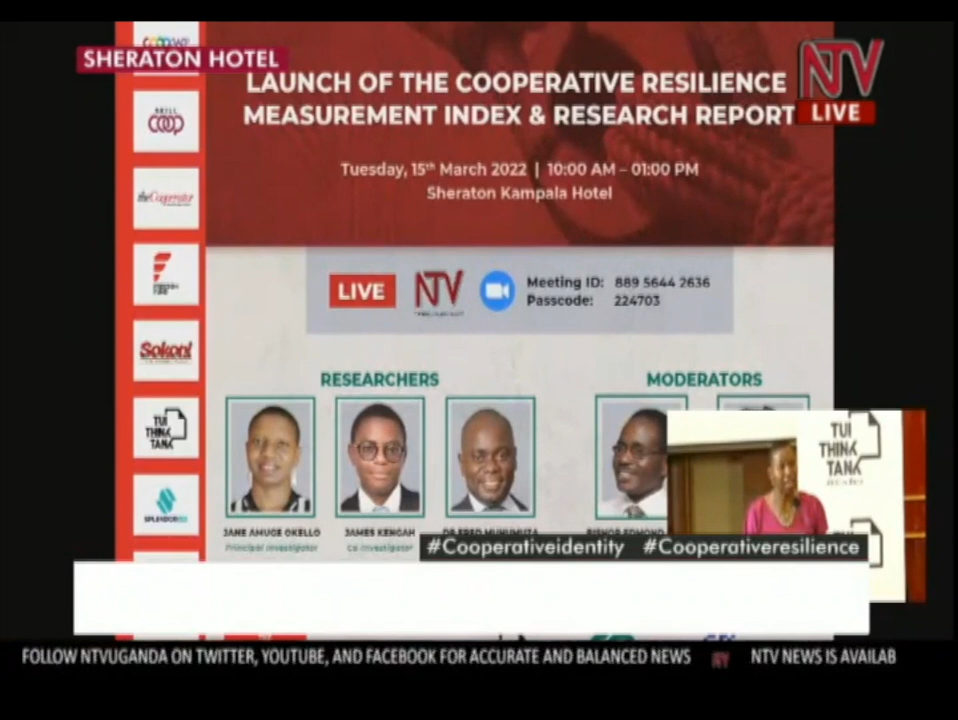 SHERATON HOTEL
NTV
LIVE
LAUNCH OF THE COOPERATIVE RESILIENCE
MEASUREMENT INDEX & RESEARCH REPORT
Tuesday, 15th March 2022 | 10:00 AM – 01:00 PM
Sheraton Kampala Hotel
COOP
theCooperator
LIVE
NTV
Meeting ID: 889 5644 2636
Passcode: 224703
Sokoni
TUI
THINK
TANK
SPLENDOR
RESEARCHERS
MODERATORS
JANE AMUGE OKELLO
JAMES KENGAH
Principal Investigator
Co Investigator
TUI
THINK
TANK
#Cooperativeidentity #Cooperativeresilience
FOLLOW NTVUGANDA ON TWITTER, YOUTUBE, AND FACEBOOK FOR ACCURATE AND BALANCED NEWS NTV NEWS IS AVAILAB